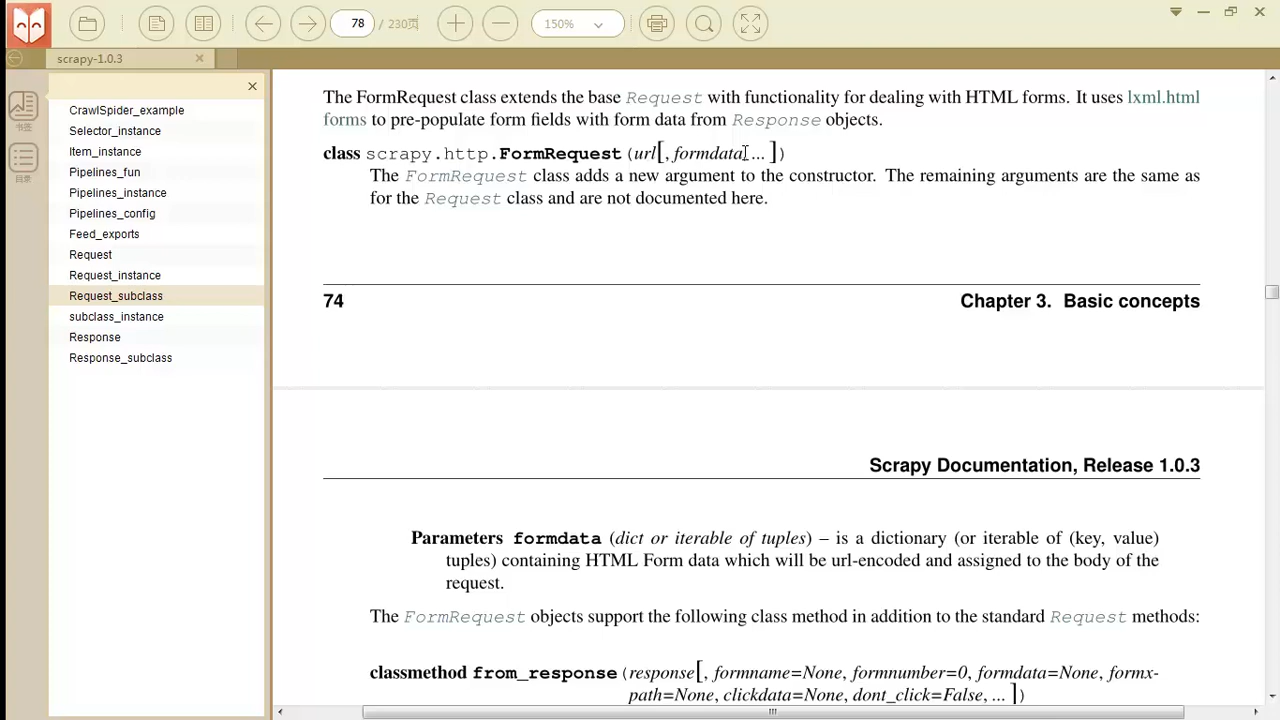 78 / 230页
150%
scrapy-1.0.3
书签
目录
CrawlSpider_example
Selector_instance
Item_instance
Pipelines_fun
Pipelines_instance
Pipelines_config
Feed_exports
Request
Request_instance
Request_subclass
subclass_instance
Response
Response_subclass
The FormRequest class extends the base Request with functionality for dealing with HTML forms. It uses lxml.html
forms to pre-populate form fields with form data from Response objects.
class scrapy.http.FormRequest(url[, formdata, ...])
The FormRequest class adds a new argument to the constructor. The remaining arguments are the same as
for the Request class and are not documented here.
74 Chapter 3. Basic concepts
Scrapy Documentation, Release 1.0.3
Parameters formdata (dict or iterable of tuples) – is a dictionary (or iterable of (key, value)
tuples) containing HTML Form data which will be url-encoded and assigned to the body of the
request.
The FormRequest objects support the following class method in addition to the standard Request methods:
classmethod from_response(response[, formname=None, formnumber=0, formdata=None, formx-
path=None, clickdata=None, dont_click=False, ...])